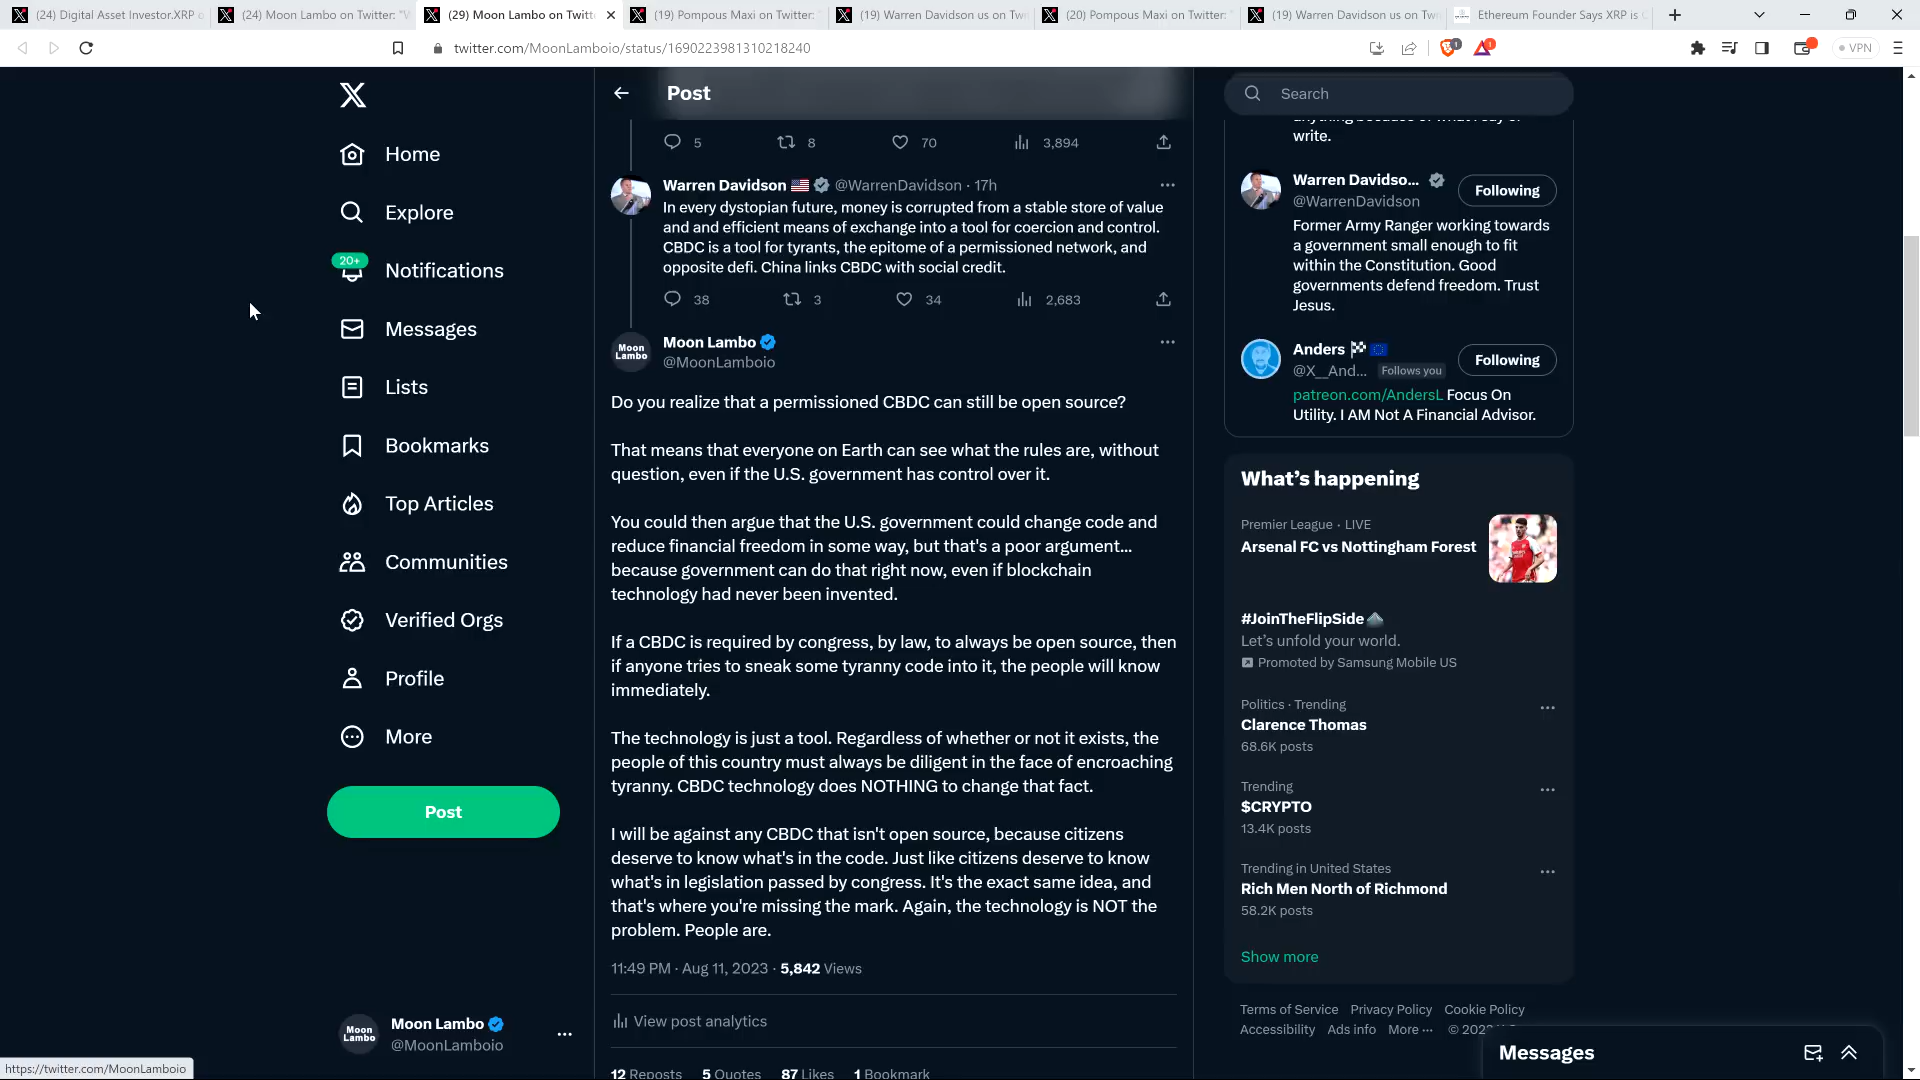 (24) Digital Asset Investor.XRP
(24) Moon Lambo on Twitter: "
(29) Moon Lambo on Twitt
(19) Pompous Maxi on Twitter:
(19) Warren Davidson us on Tw
(20) Pompous Maxi on Twitter:
(19) Warren Davidson us on Tw
Ethereum Founder Says XRP is
twitter.com/MoonLamboio/status/1690223981310218240
1
1
VPN
Home
Explore
20+
Notifications
Messages
Lists
Bookmarks
Top Articles
Communities
Verified Orgs
Profile
More
Post
Moon Lambo
Moon Lambo
@MoonLamboio
https://twitter.com/MoonLamboio
Post
5 8 70 3,894
Warren Davidson @WarrenDavidson · 17h
In every dystopian future, money is corrupted from a stable store of value
and and efficient means of exchange into a tool for coercion and control.
CBDC is a tool for tyrants, the epitome of a permissioned network, and
opposite defi. China links CBDC with social credit.
38 3 34 2,683
Moon Lambo
Moon Lambo
@MoonLamboio
Do you realize that a permissioned CBDC can still be open source?
That means that everyone on Earth can see what the rules are, without
question, even if the U.S. government has control over it.
You could then argue that the U.S. government could change code and
reduce financial freedom in some way, but that's a poor argument...
because government can do that right now, even if blockchain
technology had never been invented.
If a CBDC is required by congress, by law, to always be open source, then
if anyone tries to sneak some tyranny code into it, the people will know
immediately.
The technology is just a tool. Regardless of whether or not it exists, the
people of this country must always be diligent in the face of encroaching
tyranny. CBDC technology does NOTHING to change that fact.
I will be against any CBDC that isn't open source, because citizens
deserve to know what's in the code. Just like citizens deserve to know
what's in legislation passed by congress. It's the exact same idea, and
that's where you're missing the mark. Again, the technology is NOT the
problem. People are.
11:49 PM · Aug 11, 2023 · 5,842 Views
View post analytics
12 Reposts 5 Quotes 87 Likes 1 Bookmark
Search
anything because of what I say or
write.
Warren Davidso...
@WarrenDavidson
Following
Former Army Ranger working towards
a government small enough to fit
within the Constitution. Good
governments defend freedom. Trust
Jesus.
Anders
@X__And... Follows you
Following
patreon.com/AndersL Focus On
Utility. I AM Not A Financial Advisor.
What's happening
Premier League · LIVE
Arsenal FC vs Nottingham Forest
#JoinTheFlipSide
Let's unfold your world.
Promoted by Samsung Mobile US
Politics · Trending
Clarence Thomas
68.6K posts
Trending
$CRYPTO
13.4K posts
Trending in United States
Rich Men North of Richmond
58.2K posts
Show more
Terms of Service Privacy Policy Cookie Policy
Accessibility Ads info More ··· ©
Messages